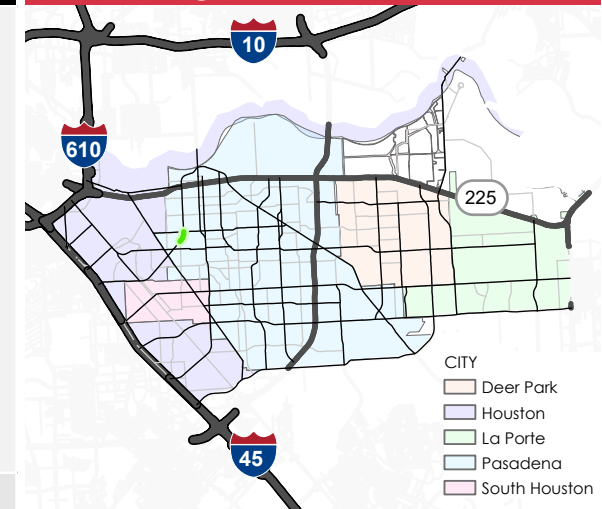 10
610
225
CITY
Deer Park
Houston
La Porte
Pasadena
South Houston
45